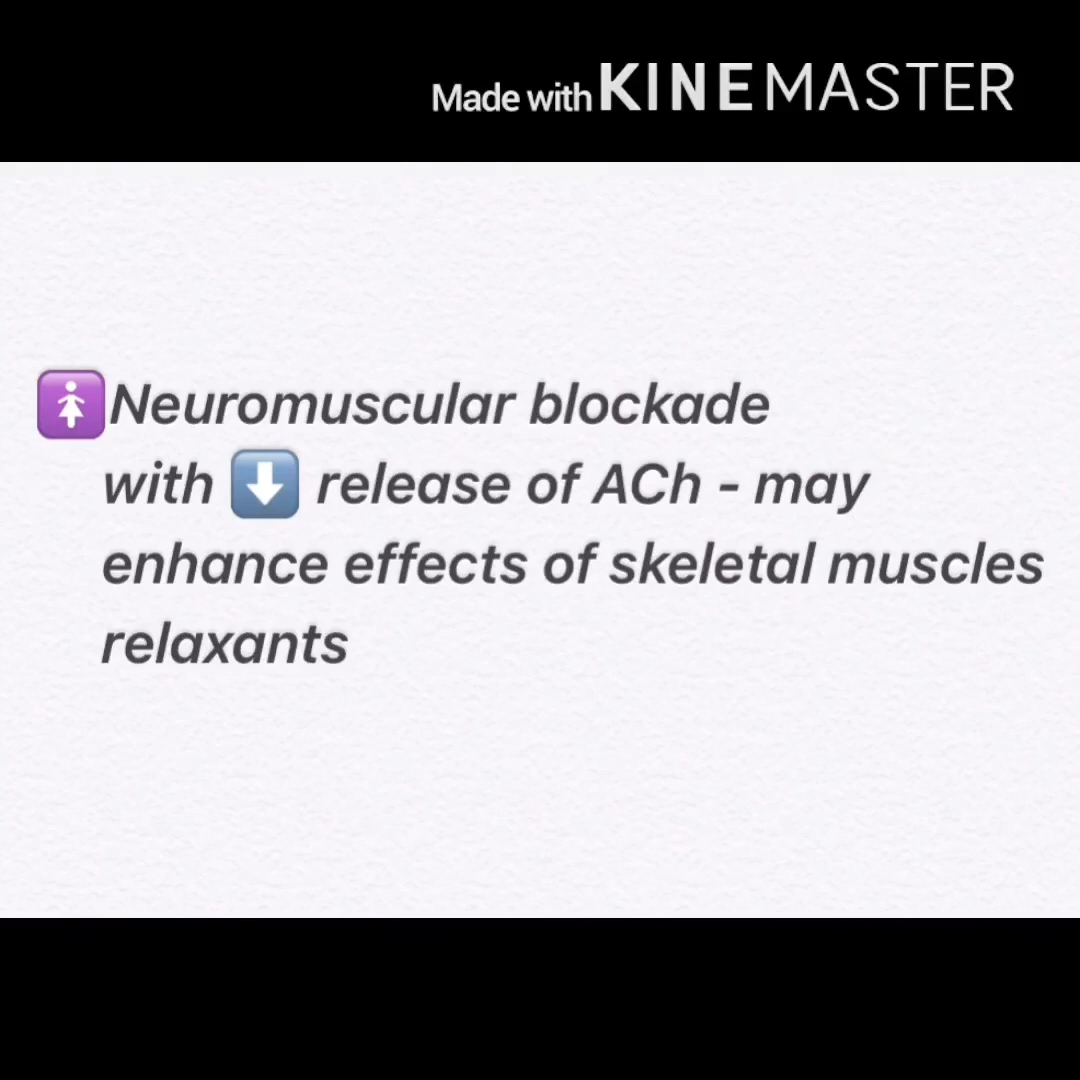 Made with KINEMASTER
🚺Neuromuscular blockade
with ⬇️ release of ACh - may
enhance effects of skeletal muscles
relaxants